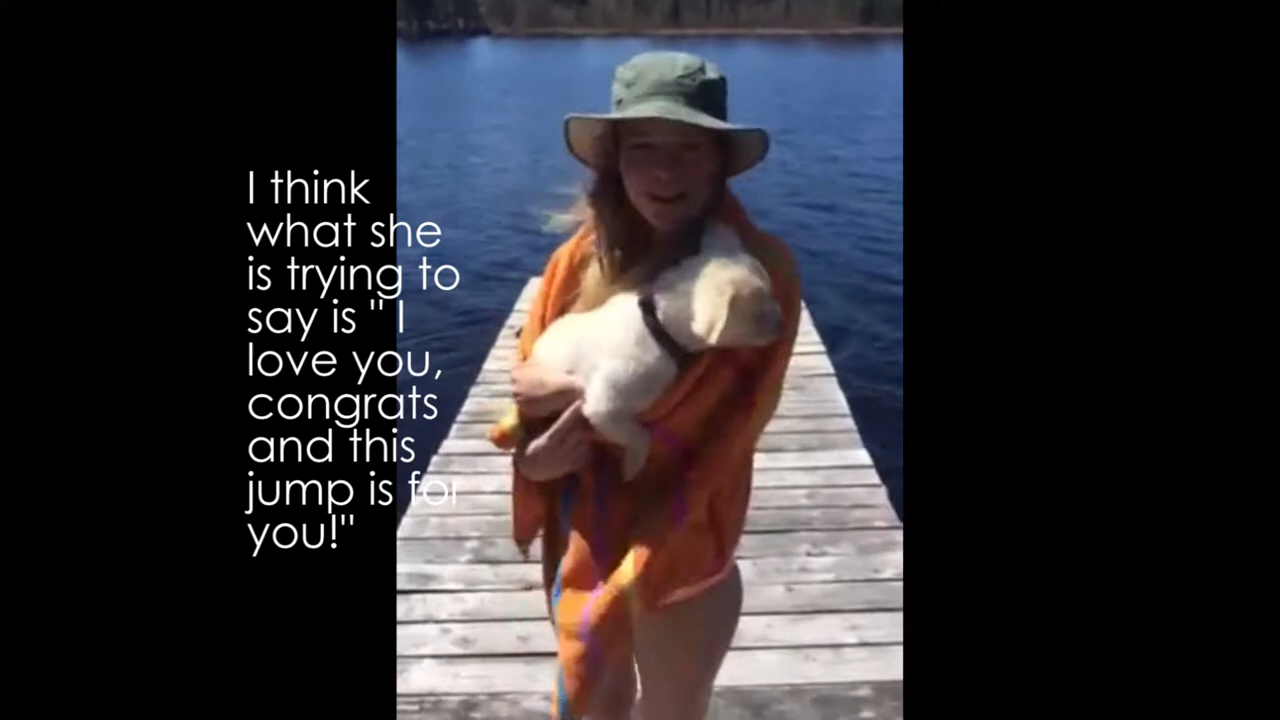 I think
what she
is trying to
say is " I
love you,
congrats
and this
jump is for
you!"